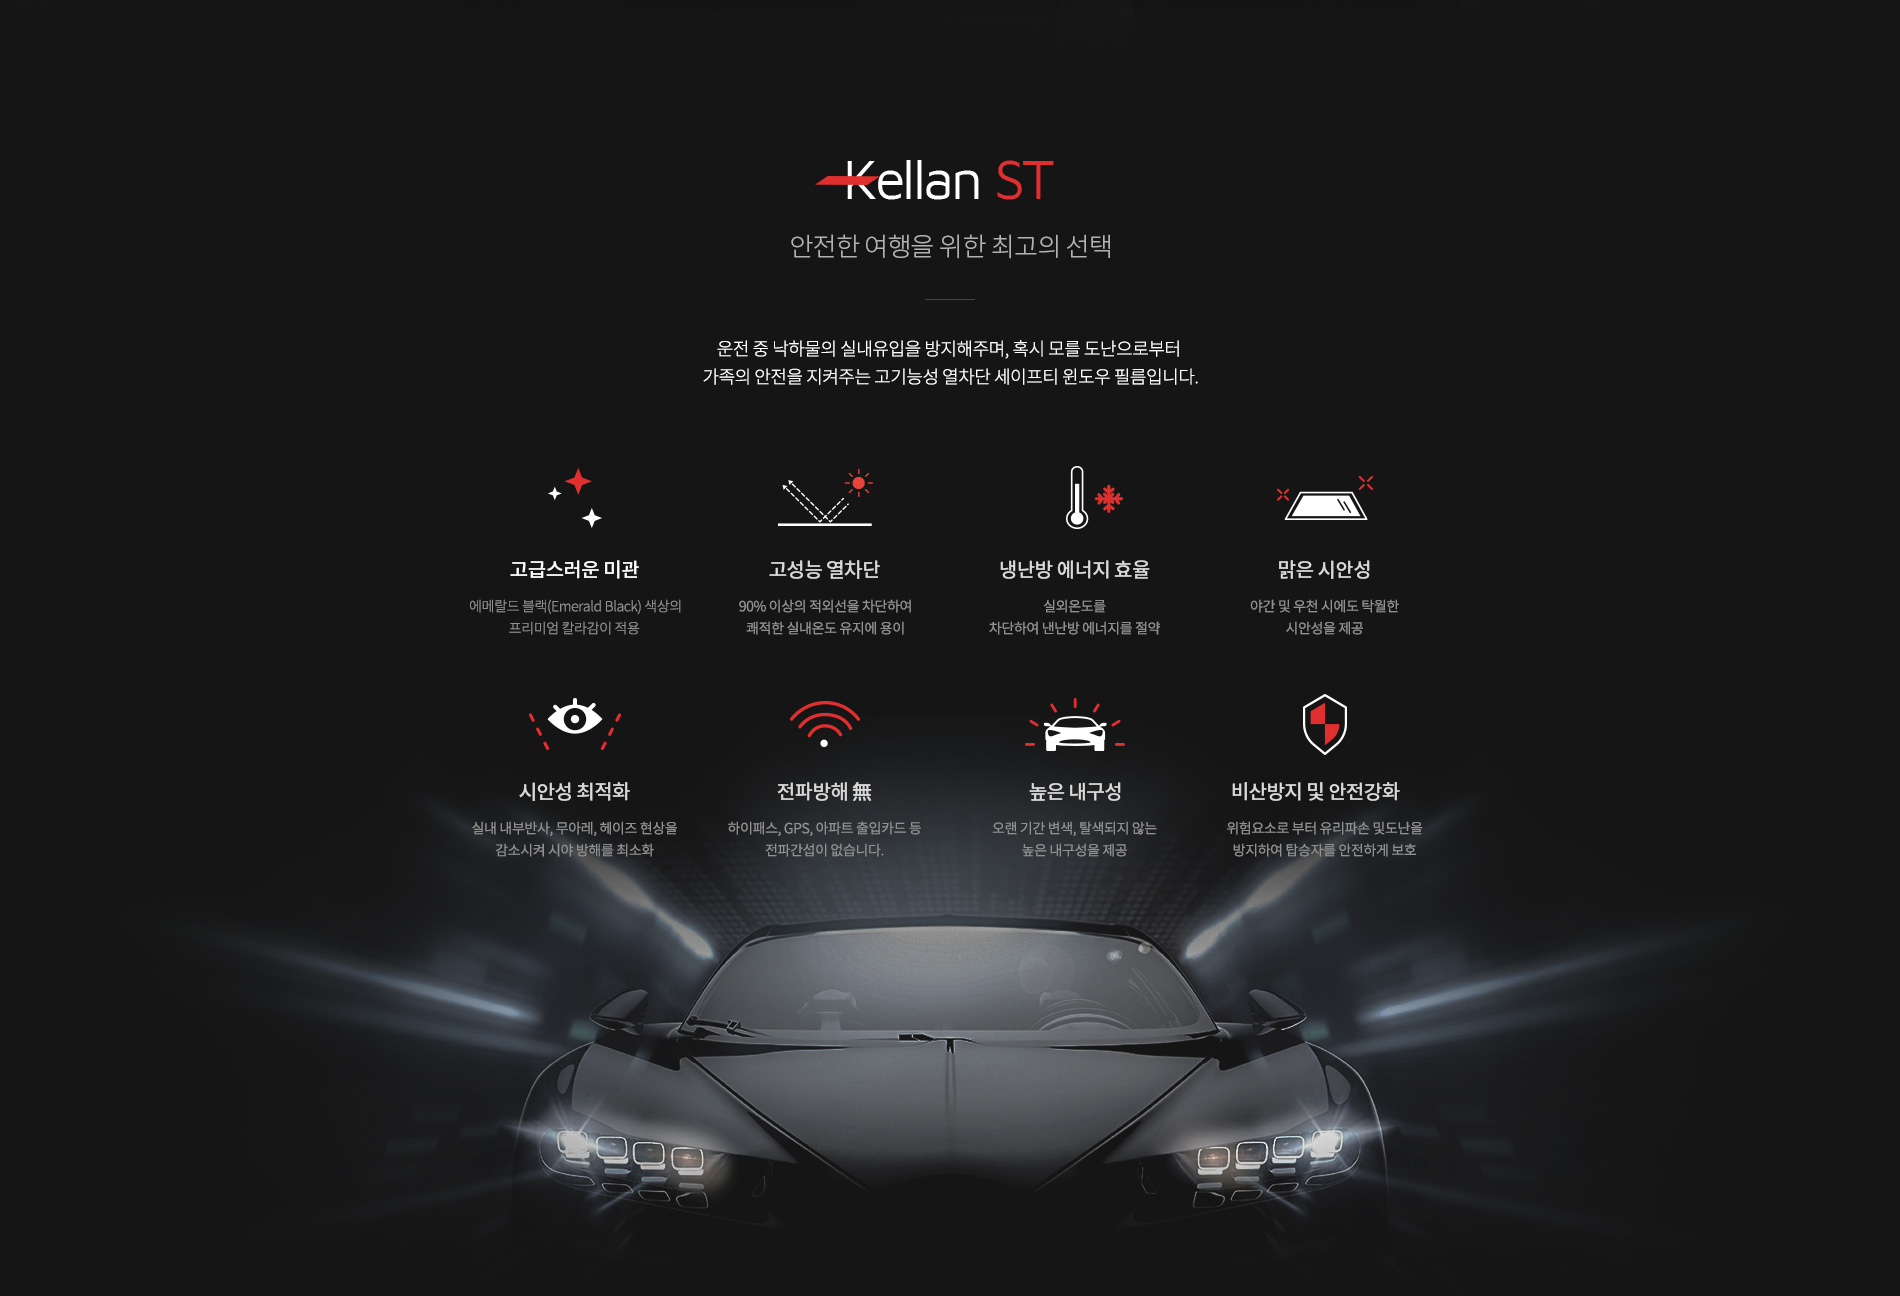 Kellan ST
안전한 여행을 위한 최고의 선택
운전 중 낙하물의 실내유입을 방지해주며, 혹시 모를 도난으로부터
가족의 안전을 지켜주는 고기능성 열차단 세이프티 윈도우 필름입니다.
고급스러운 미관
에메랄드 블랙(Emerald Black) 색상의
프리미엄 칼라감이 적용
고성능 열차단
90% 이상의 적외선을 차단하여
쾌적한 실내온도 유지에 용이
냉난방 에너지 효율
실외온도를
차단하여 낸난방 에너지를 절약
맑은 시안성
야간 및 우천 시에도 탁월한
시안성을 제공
시안성 최적화
실내 내부반사, 무아레, 헤이즈 현상을
감소시켜 시야 방해를 최소화
전파방해 無
하이패스, GPS, 아파트 출입카드 등
전파간섭이 없습니다.
높은 내구성
오랜 기간 변색, 탈색되지 않는
높은 내구성을 제공
비산방지 및 안전강화
위험요소로 부터 유리파손 및도난을
방지하여 탑승자를 안전하게 보호